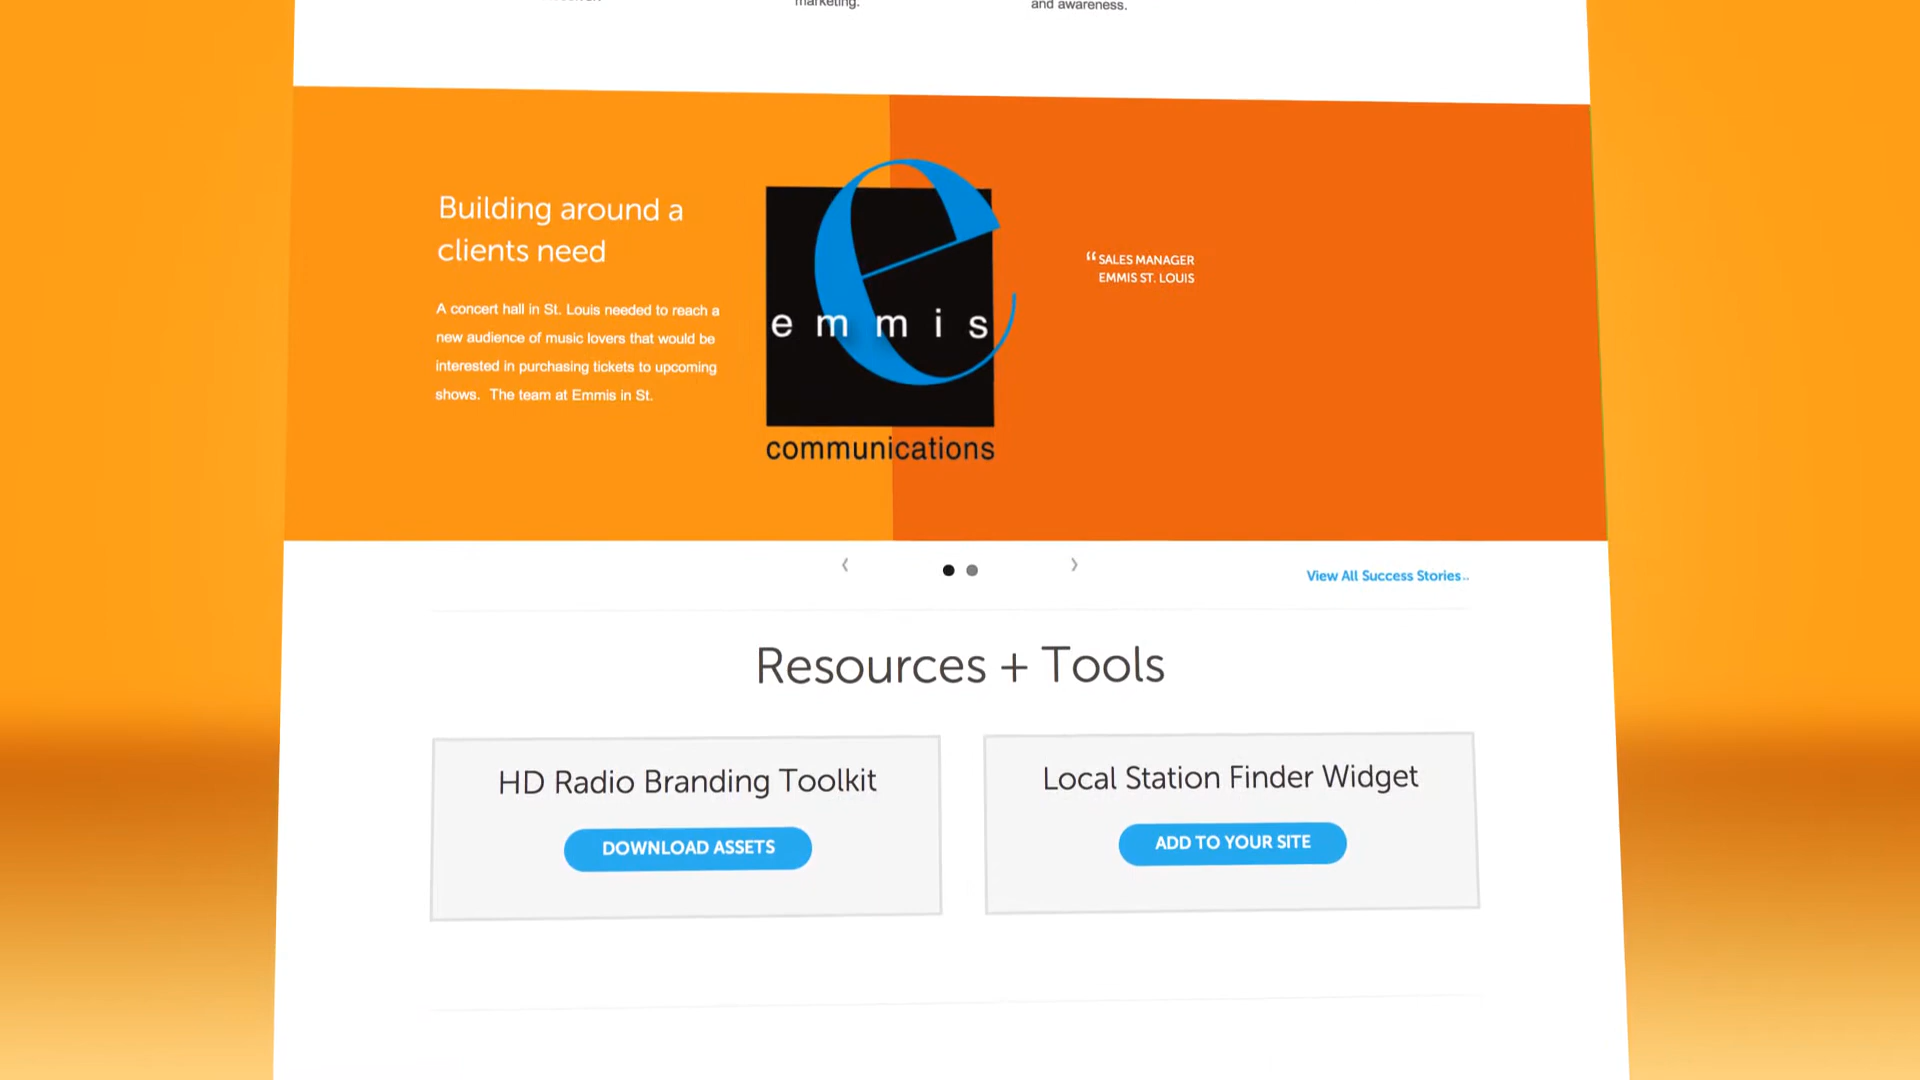 marketing.
and awareness.
Building around a
clients need
A concert hall in St. Louis needed to reach a
new audience of music lovers that would be
interested in purchasing tickets to upcoming
shows. The team at Emmis in St.
emmis
communications
“SALES MANAGER
EMMIS ST. LOUIS
View All Success Stories..
Resources + Tools
HD Radio Branding Toolkit
DOWNLOAD ASSETS
Local Station Finder Widget
ADD TO YOUR SITE